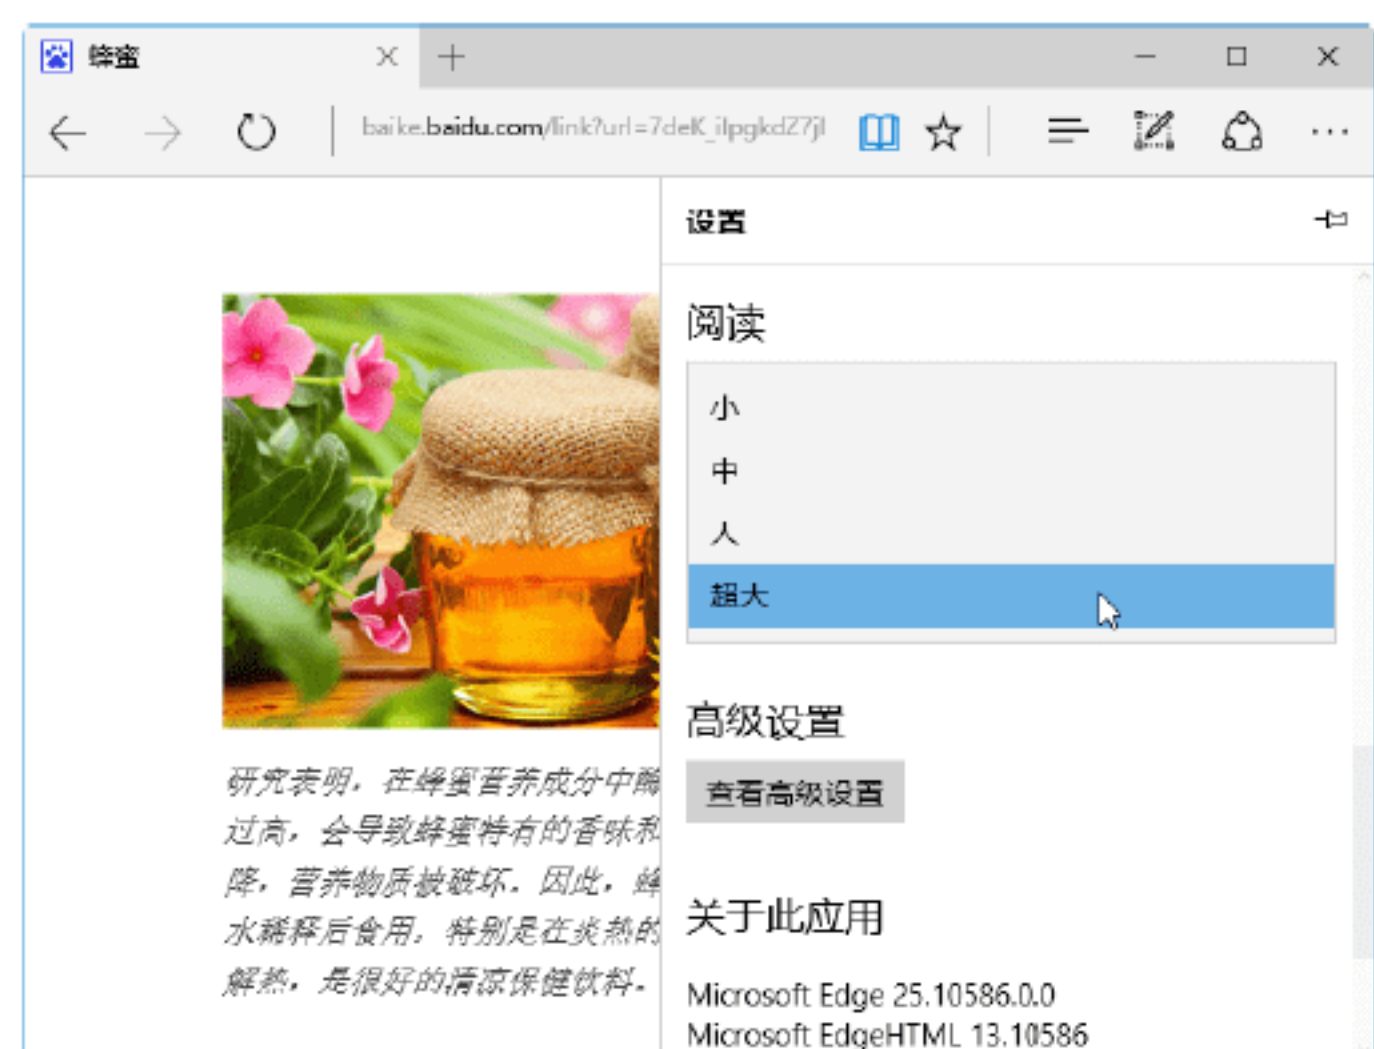 蜂蜜
baike.baidu.com/link?url=7deK_ilpgkdZ7jl
设置
阅读
小
中
人
超大
高级设置
查看高级设置
关于此应用
Microsoft Edge 25.10586.0.0
Microsoft EdgeHTML 13.10586
研究表明，在蜂蜜营养成分中酶
过高，会导致蜂蜜特有的香味和
降，营养物质被破坏．因此，蜂
水稀释后食用，特别是在炎热的
解热，是很好的清凉保健饮料．